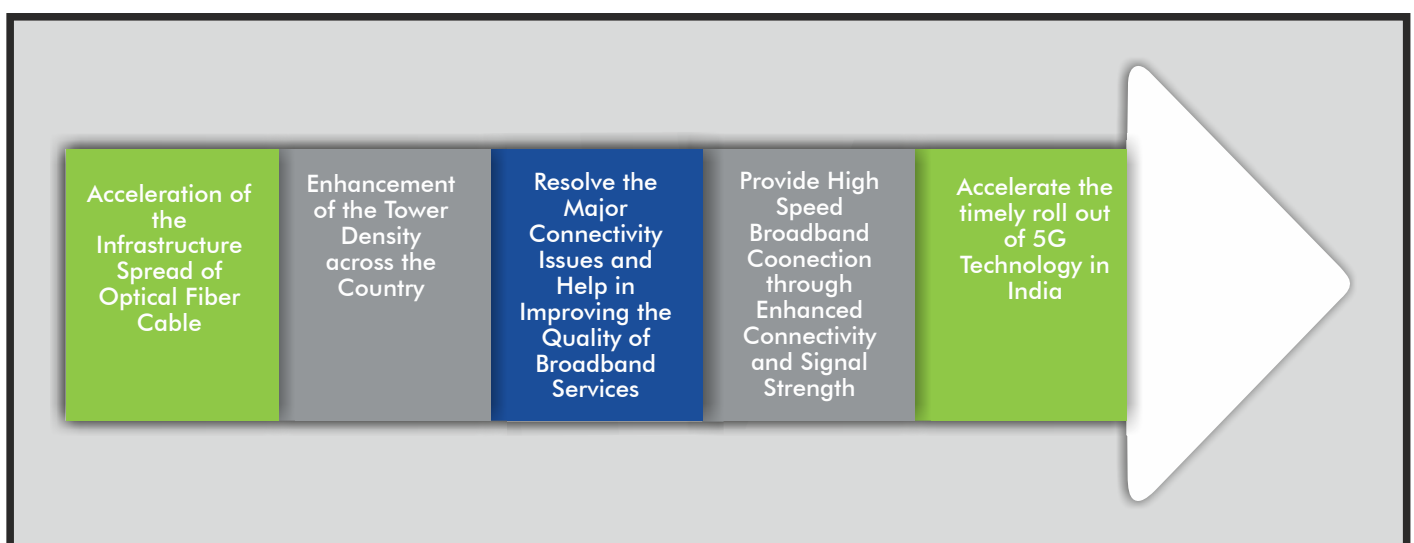 Acceleration of
the
Infrastructure
Spread of
Optical Fiber
Cable
Enhancement
of the Tower
Density
across the
Country
Resolve the
Major
Connectivity
Issues and
Help in
Improving the
Quality of
Broadband
Services
Provide High
Speed
Broadband
Coonection
through
Enhanced
Connectivity
and Signal
Strength
Accelerate the
timely roll out
of 5G
Technology in
India